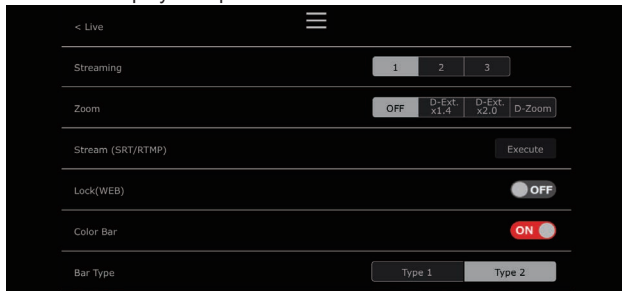 < Live
Streaming 1 2 3
Zoom OFF D-Ext. x1.4 D-Ext. x2.0 D-Zoom
Stream (SRT/RTMP) Execute
Lock(WEB) OFF
Color Bar ON
Bar Type Type 1 Type 2